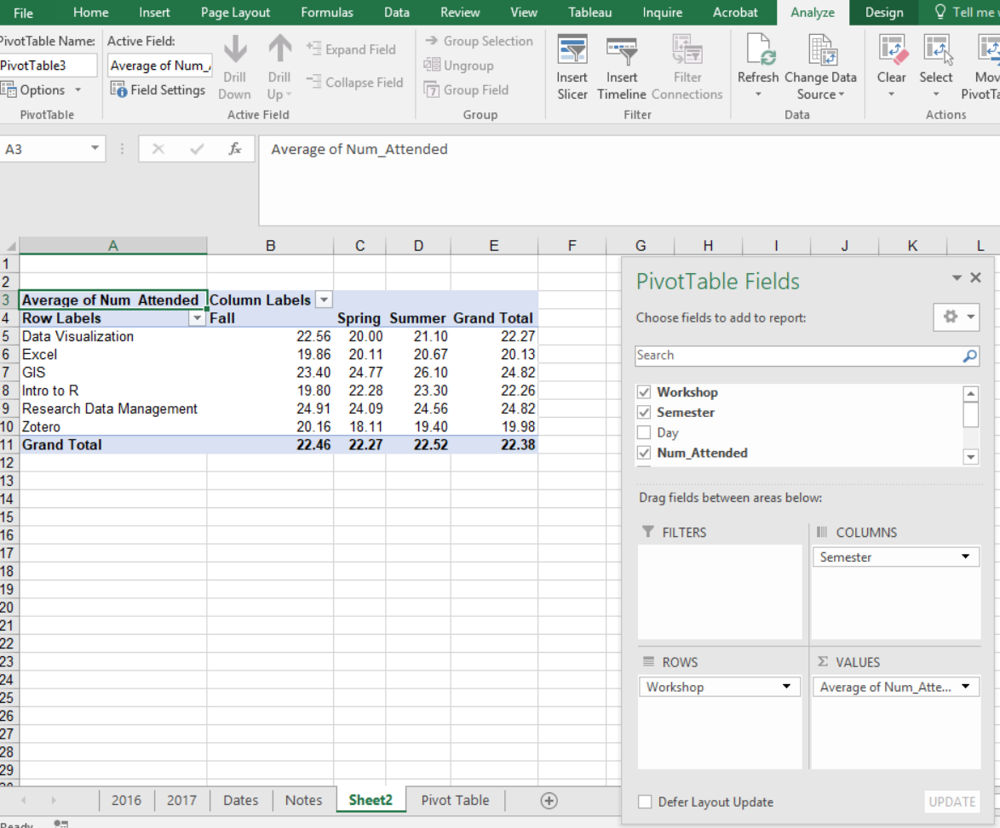 File Home Insert Page Layout Formulas Data Review View Tableau Inquire Acrobat Analyze Design Tell me
PivotTable Name: Active Field:
PivotTable3 Average of Num_
Options Field Settings
Drill Down Drill Up
Expand Field
Collapse Field
Group Selection
Ungroup
Group Field
Insert Slicer Insert Timeline Filter Connections
Refresh Change Data Source
Clear Select
PivotTable Active Field Group Filter Data Actions
A3 fx Average of Num_Attended
A B C D E F G H I J K L
1
2
3 Average of Num_Attended Column Labels
4 Row Labels Fall Spring Summer Grand Total
5 Data Visualization 22.56 20.00 21.10 22.27
6 Excel 19.86 20.11 20.67 20.13
7 GIS 23.40 24.77 26.10 24.82
8 Intro to R 19.80 22.28 23.30 22.26
9 Research Data Management 24.91 24.09 24.56 24.82
10 Zotero 20.16 18.11 19.40 19.98
11 Grand Total 22.46 22.27 22.52 22.38
12
13
14
15
16
17
18
19
20
21
22
23
24
25
26
27
28
29
PivotTable Fields
Choose fields to add to report:
Search
Workshop
Semester
Day
Num_Attended
Drag fields between areas below:
FILTERS COLUMNS
Semester
ROWS Σ VALUES
Workshop Average of Num_Atte...
Defer Layout Update UPDATE
2016 2017 Dates Notes Sheet2 Pivot Table